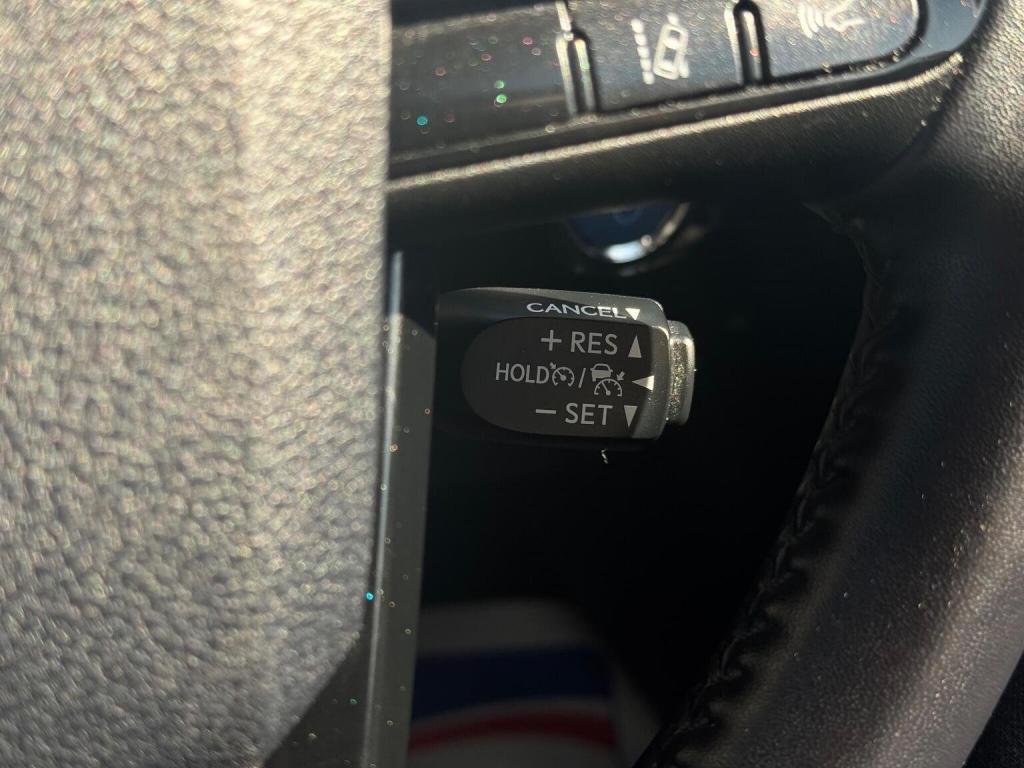 CANCEL
+ RES
HOLD /
− SET